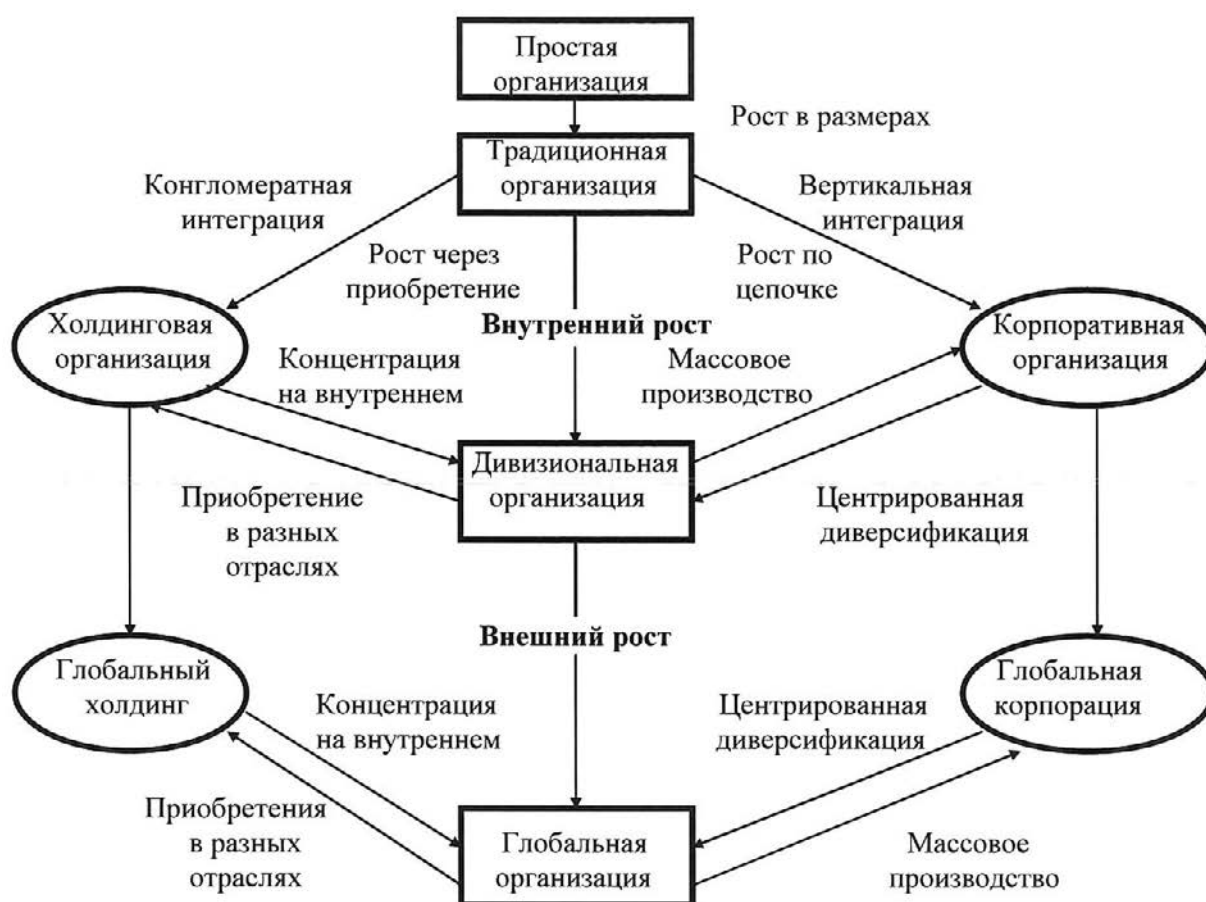 Простая
организация
Рост в размерах
Традиционная
организация
Конгломератная
интеграция
Вертикальная
интеграция
Рост через
приобретение
Рост по
цепочке
Внутренний рост
Холдинговая
организация
Корпоративная
организация
Концентрация
на внутреннем
Массовое
производство
Дивизиональная
организация
Приобретение
в разных
отраслях
Центрированная
диверсификация
Внешний рост
Глобальный
холдинг
Глобальная
корпорация
Концентрация
на внутреннем
Центрированная
диверсификация
Приобретения
в разных
отраслях
Глобальная
организация
Массовое
производство